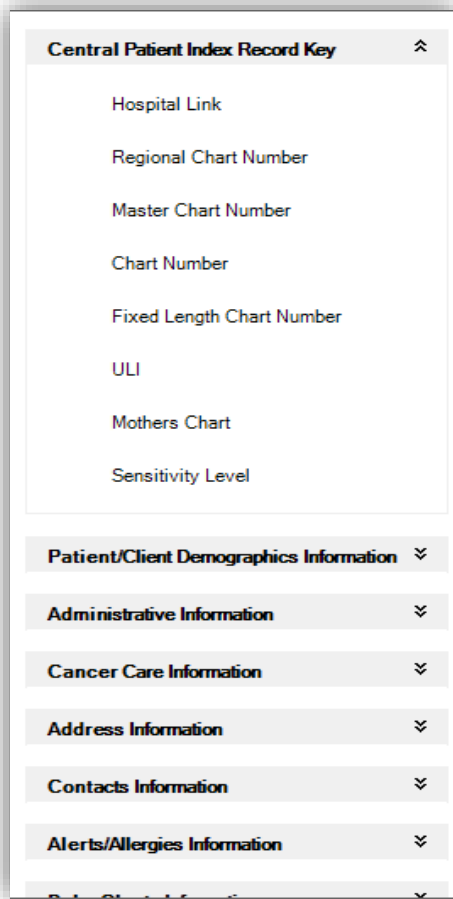 Central Patient Index Record Key
Hospital Link
Regional Chart Number
Master Chart Number
Chart Number
Fixed Length Chart Number
ULI
Mothers Chart
Sensitivity Level
Patient/Client Demographics Information
Administrative Information
Cancer Care Information
Address Information
Contacts Information
Alerts/Allergies Information